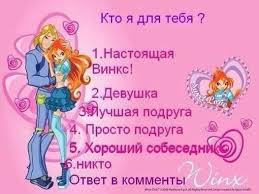 Кто я для тебя ?
1.Настоящая
Винкс!
2.Девушка
3.Лучшая подруга
4. Просто подруга
5. Хороший собеседник
6.никто
Ответ в комменты
Winx